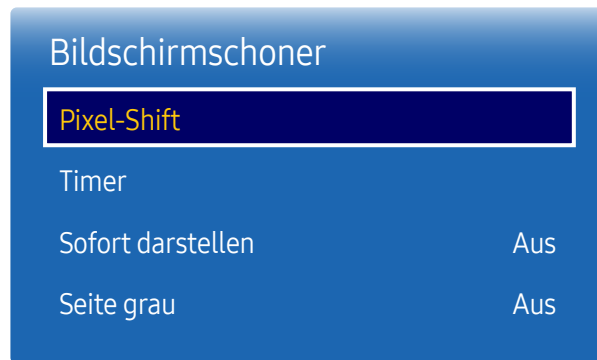 Bildschirmschoner
Pixel-Shift
Timer
Sofort darstellen Aus
Seite grau Aus